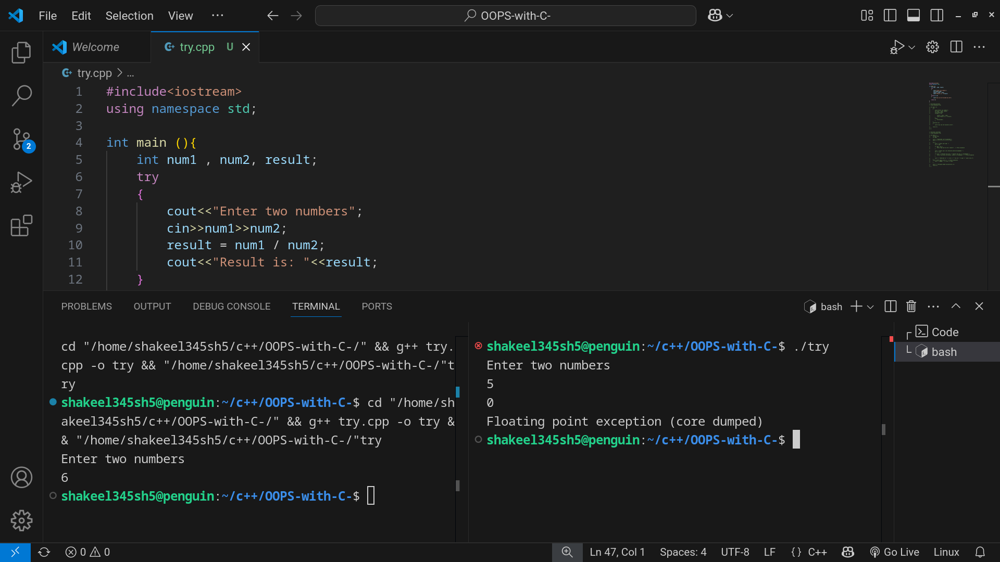 File Edit Selection View ··· OOPS-with-C-
Welcome try.cpp U
try.cpp > ...
1 #include<iostream>
2 using namespace std;
3
4 int main (){
5 int num1 , num2, result;
6 try
7 {
8 cout<<"Enter two numbers";
9 cin>>num1>>num2;
10 result = num1 / num2;
11 cout<<"Result is: "<<result;
12 }
PROBLEMS OUTPUT DEBUG CONSOLE TERMINAL PORTS bash
cd "/home/shakeel345sh5/c++/OOPS-with-C-/" && g++ try.
cpp -o try && "/home/shakeel345sh5/c++/OOPS-with-C-/"t
ry
shakeel345sh5@penguin:~/c++/OOPS-with-C-$ cd "/home/sh
akeel345sh5/c++/OOPS-with-C-/" && g++ try.cpp -o try &
& "/home/shakeel345sh5/c++/OOPS-with-C-/"try
Enter two numbers
6
shakeel345sh5@penguin:~/c++/OOPS-with-C-$
shakeel345sh5@penguin:~/c++/OOPS-with-C-$ ./try
Enter two numbers
5
0
Floating point exception (core dumped)
shakeel345sh5@penguin:~/c++/OOPS-with-C-$
Code
bash
2
0 0 Ln 47, Col 1 Spaces: 4 UTF-8 LF {} C++ Go Live Linux